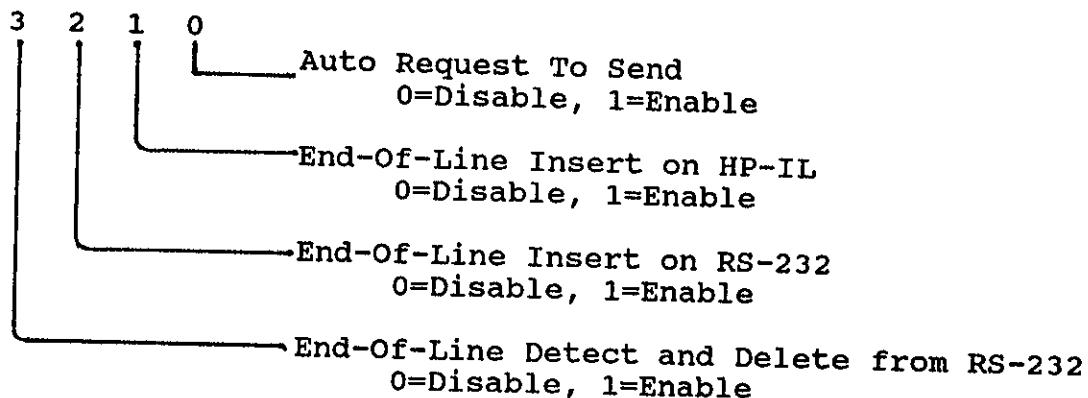 3 2 1 0
Auto Request To Send
0=Disable, 1=Enable
End-Of-Line Insert on HP-IL
0=Disable, 1=Enable
End-Of-Line Insert on RS-232
0=Disable, 1=Enable
End-Of-Line Detect and Delete from RS-232
0=Disable, 1=Enable